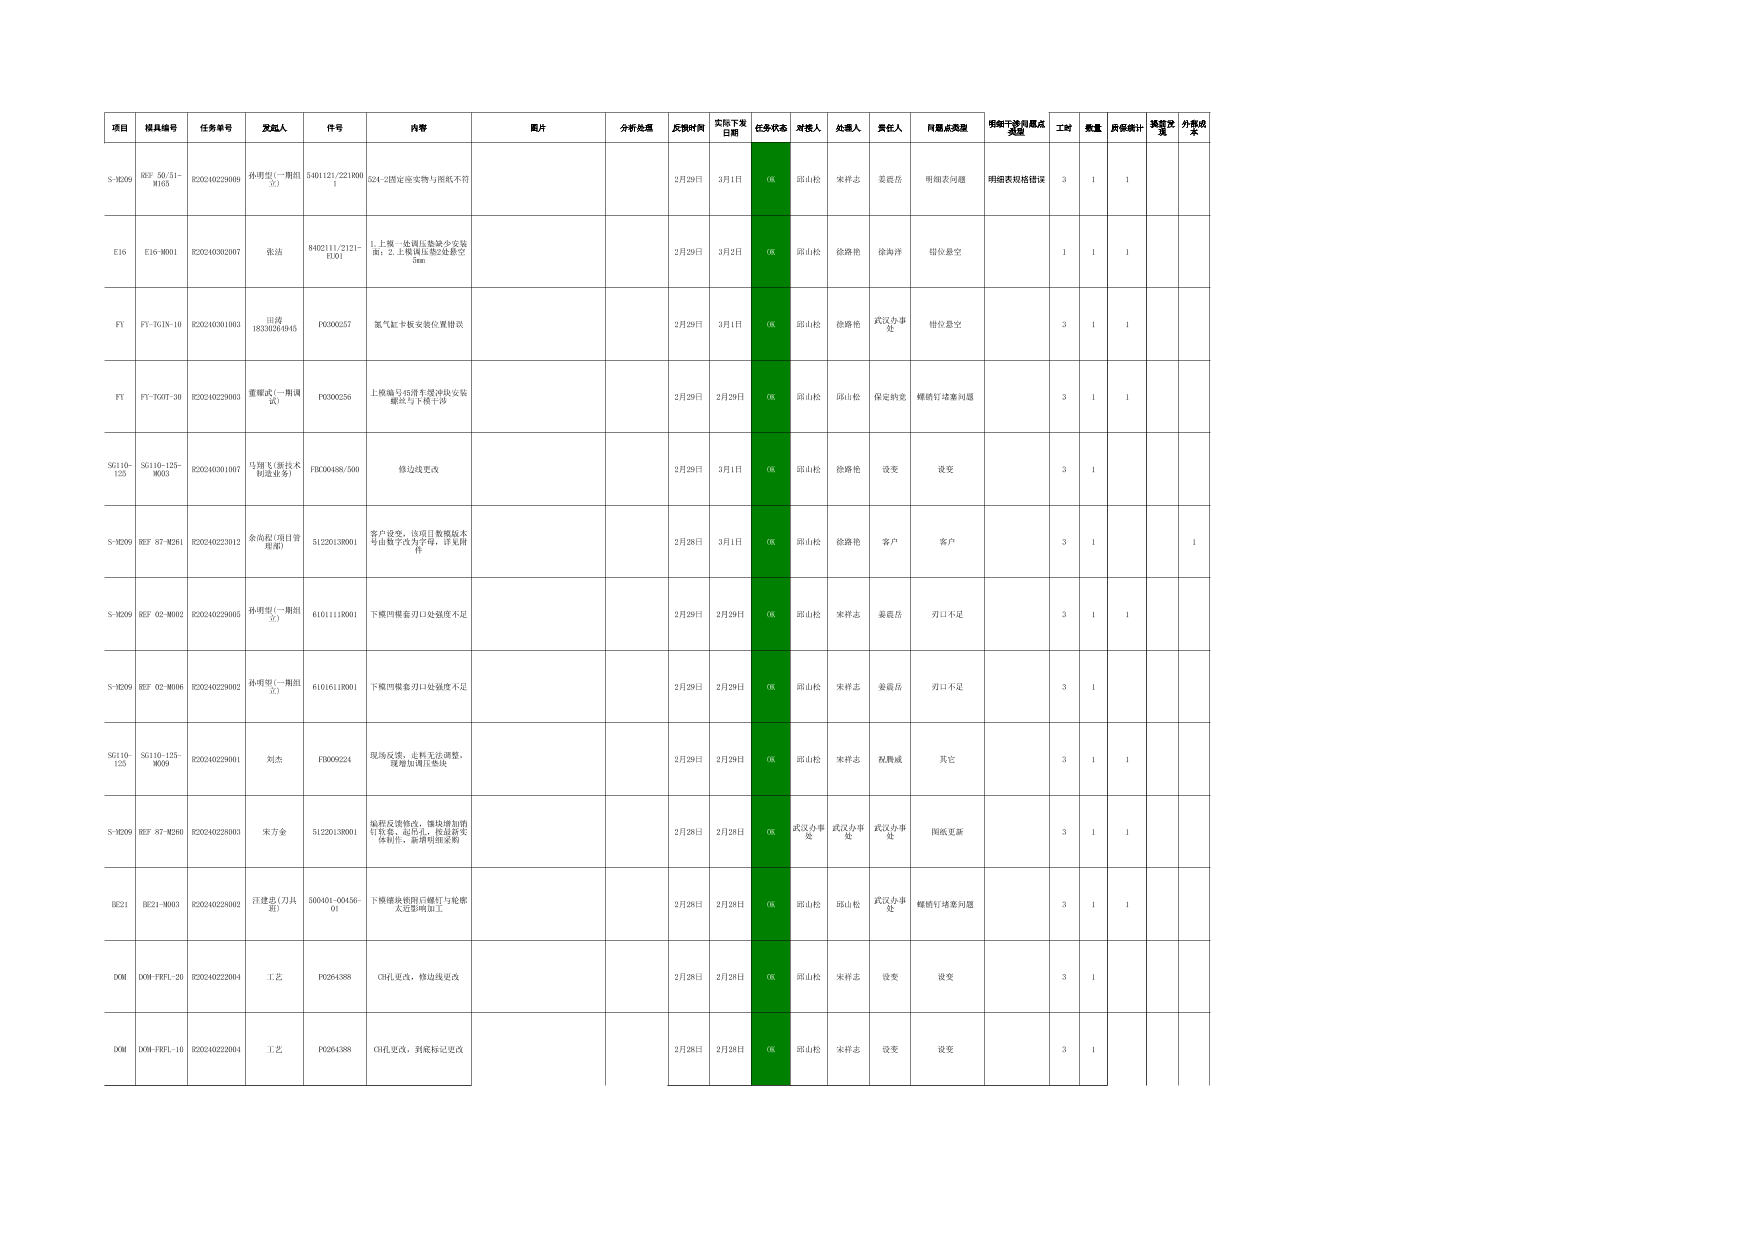 项目 模具编号 任务单号 发起人 件号 内容 图片 分析处理 反馈时间 实际下发日期 任务状态 对接人 处理人 责任人 问题点类型 明细干涉问题点类型 工时 数量 质保统计 提前发现 外部成本
S-M209 REF 50/51-M165 R20240229009 孙明型(一期组立) 5401121/221R001 524-2固定座实物与图纸不符 2月29日 3月1日 OK 邱山松 宋祥志 姜震岳 明细表问题 明细表规格错误 3 1 1
E16 E16-M001 R20240302007 张洁 8402111/2121-EU01 1.上模一处调压垫缺少安装面；2.上模调压垫2处悬空5mm 2月29日 3月2日 OK 邱山松 徐路艳 徐海洋 错位悬空 1 1 1
FY FY-TGIN-10 R20240301003 田涛18330264945 P0300257 氮气缸卡板安装位置错误 2月29日 3月1日 OK 邱山松 徐路艳 武汉办事处 错位悬空 3 1 1
FY FY-TGOT-30 R20240229003 董耀武(一期调试) P0300256 上模编号45滑车缓冲块安装螺丝与下模干涉 2月29日 2月29日 OK 邱山松 邱山松 保定纳竞 螺销钉堵塞问题 3 1 1
SG110-125 SG110-125-M003 R20240301007 马翔飞(新技术制造业务) FBC00488/500 修边线更改 2月29日 3月1日 OK 邱山松 徐路艳 设变 设变 3 1
S-M209 REF 87-M261 R20240223012 余尚程(项目管理部) 5122013R001 客户设变，该项目数模版本号由数字改为字母，详见附件 2月28日 3月1日 OK 邱山松 徐路艳 客户 客户 3 1 1
S-M209 REF 02-M002 R20240229005 孙明型(一期组立) 6101111R001 下模凹模套刃口处强度不足 2月29日 2月29日 OK 邱山松 宋祥志 姜震岳 刃口不足 3 1 1
S-M209 REF 02-M006 R20240229002 孙明型(一期组立) 6101611R001 下模凹模套刃口处强度不足 2月29日 2月29日 OK 邱山松 宋祥志 姜震岳 刃口不足 3 1
SG110-125 SG110-125-M009 R20240229001 刘杰 FB009224 现场反馈，走料无法调整，现增加调压垫块 2月29日 2月29日 OK 邱山松 宋祥志 祝腾威 其它 3 1 1
S-M209 REF 87-M260 R20240228003 宋方金 5122013R001 编程反馈修改，镶块增加销钉软套、起吊孔，按最新实体制作，新增明细采购 2月28日 2月28日 OK 武汉办事处 武汉办事处 武汉办事处 图纸更新 3 1 1
BE21 BE21-M003 R20240228002 汪建忠(刀具班) 500401-00456-01 下模镶块锁附后螺钉与轮廓太近影响加工 2月28日 2月28日 OK 邱山松 邱山松 武汉办事处 螺销钉堵塞问题 3 1 1
DOM DOM-FRFL-20 R20240222004 工艺 P0264388 CH孔更改，修边线更改 2月28日 2月28日 OK 邱山松 宋祥志 设变 设变 3 1
DOM DOM-FRFL-10 R20240222004 工艺 P0264388 CH孔更改，到底标记更改 2月28日 2月28日 OK 邱山松 宋祥志 设变 设变 3 1